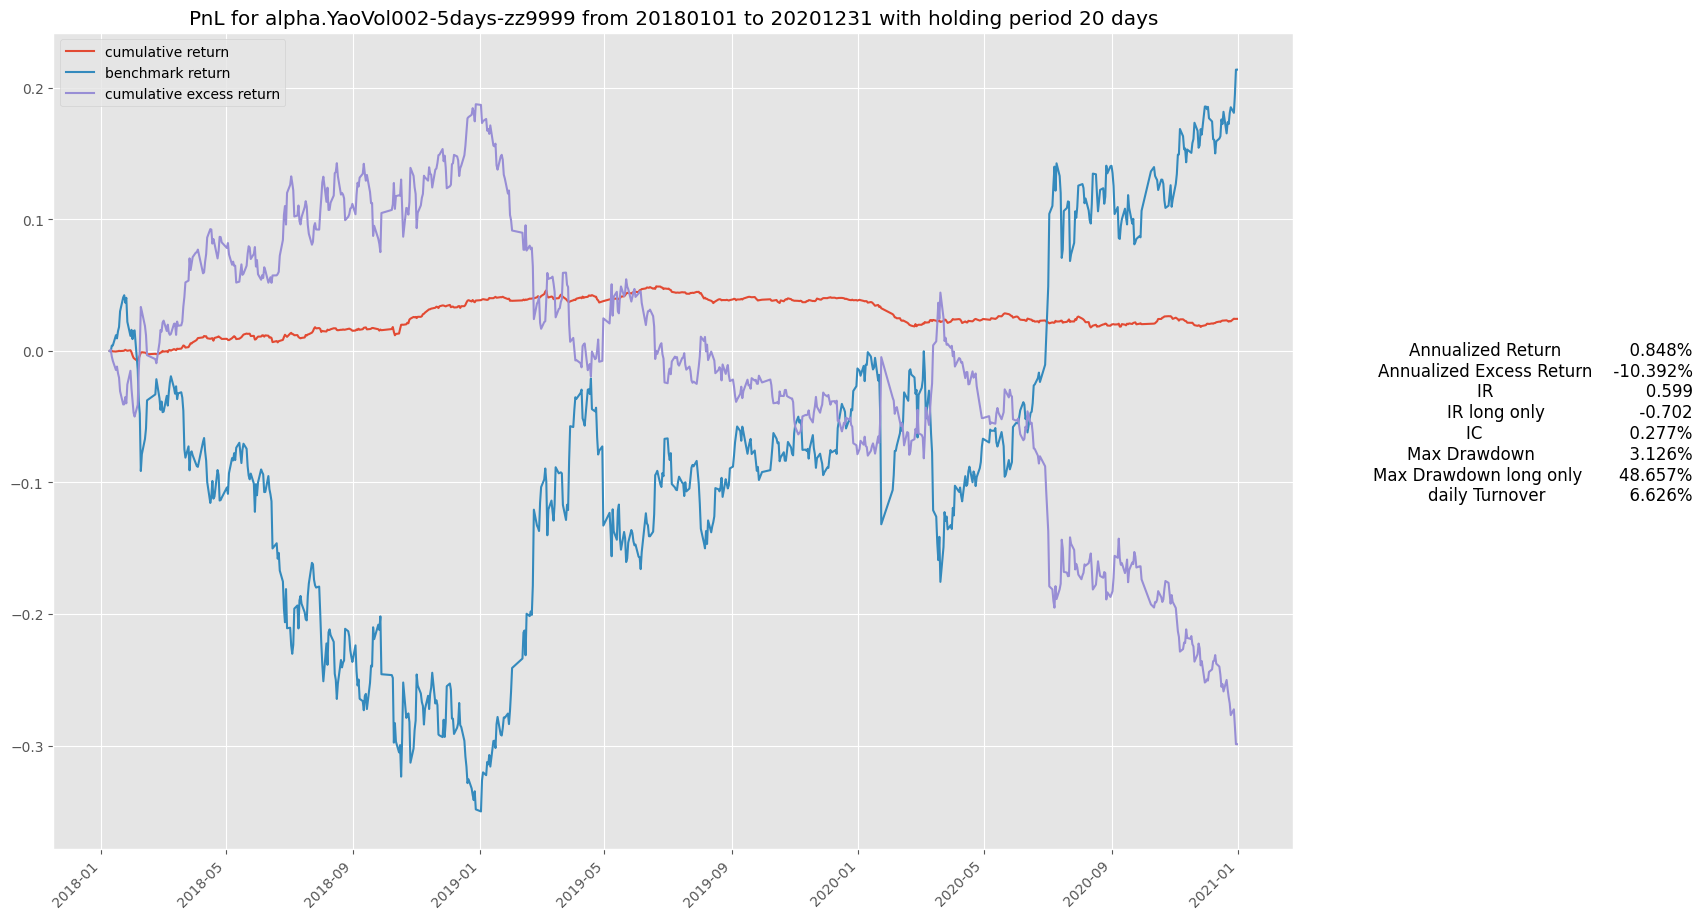 PnL for alpha.YaoVol002-5days-zz9999 from 20180101 to 20201231 with holding period 20 days
cumulative return
benchmark return
cumulative excess return
0.2
0.1
0.0
−0.1
−0.2
−0.3
Annualized Return 0.848%
Annualized Excess Return -10.392%
IR 0.599
IR long only -0.702
IC 0.277%
Max Drawdown 3.126%
Max Drawdown long only 48.657%
daily Turnover 6.626%
2018-01
2018-05
2018-09
2019-01
2019-05
2019-09
2020-01
2020-05
2020-09
2021-01